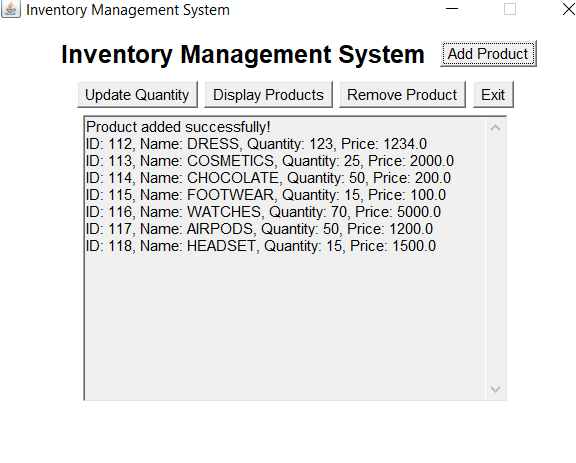 Inventory Management System
Inventory Management System Add Product
Update Quantity Display Products Remove Product Exit
Product added successfully!
ID: 112, Name: DRESS, Quantity: 123, Price: 1234.0
ID: 113, Name: COSMETICS, Quantity: 25, Price: 2000.0
ID: 114, Name: CHOCOLATE, Quantity: 50, Price: 200.0
ID: 115, Name: FOOTWEAR, Quantity: 15, Price: 100.0
ID: 116, Name: WATCHES, Quantity: 70, Price: 5000.0
ID: 117, Name: AIRPODS, Quantity: 50, Price: 1200.0
ID: 118, Name: HEADSET, Quantity: 15, Price: 1500.0